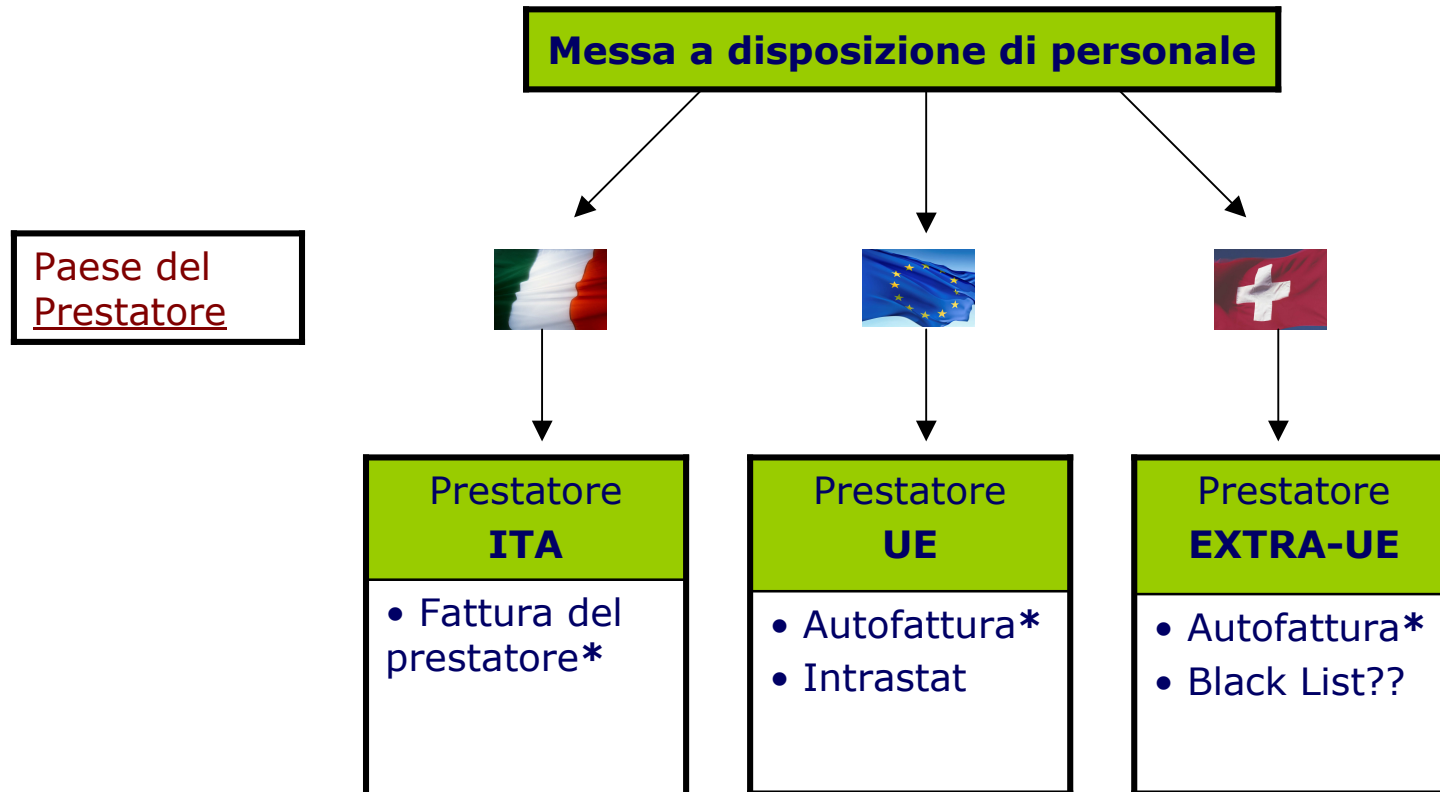 Messa a disposizione di personale
Paese del
Prestatore
Prestatore
ITA
• Fattura del
prestatore*
Prestatore
UE
• Autofattura*
• Intrastat
Prestatore
EXTRA-UE
• Autofattura*
• Black List??